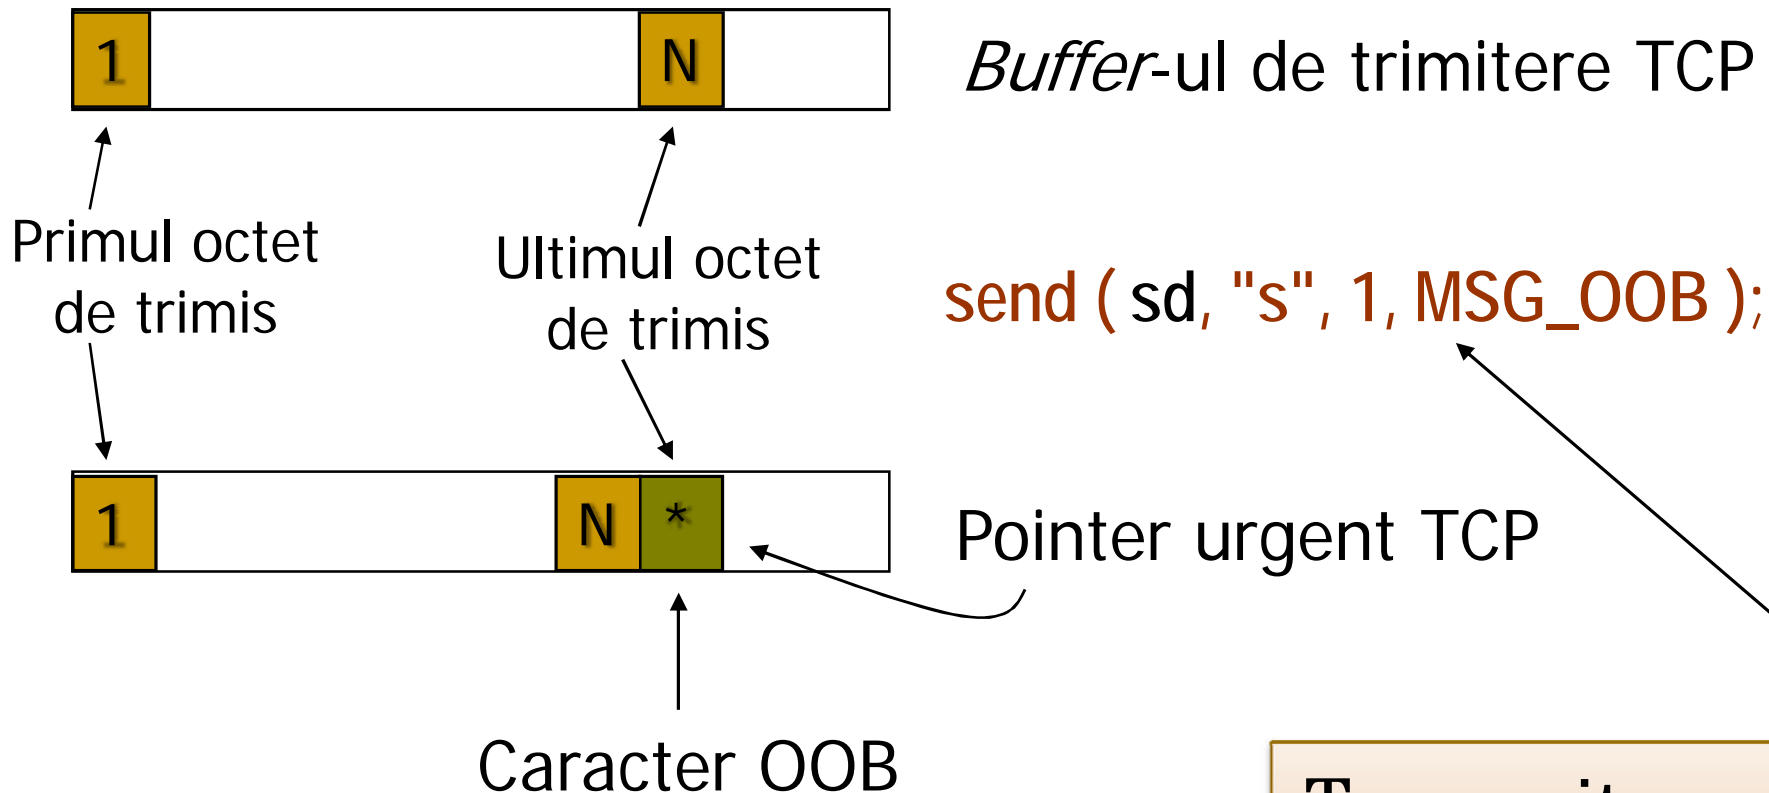 1 N
Buffer-ul de trimitere TCP
Primul octet
de trimis
Ultimul octet
de trimis
send ( sd, "s", 1, MSG_OOB );
1 N *
Pointer urgent TCP
Caracter OOB